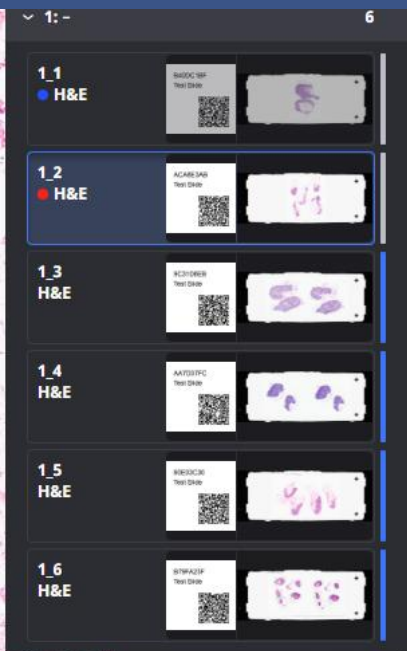 1: – 6
1_1
H&E
Test Slide
1_2
H&E
ACA8E3AB
Test Slide
1_3
H&E
Test Slide
1_4
H&E
Test Slide
1_5
H&E
Test Slide
1_6
H&E
Test Slide